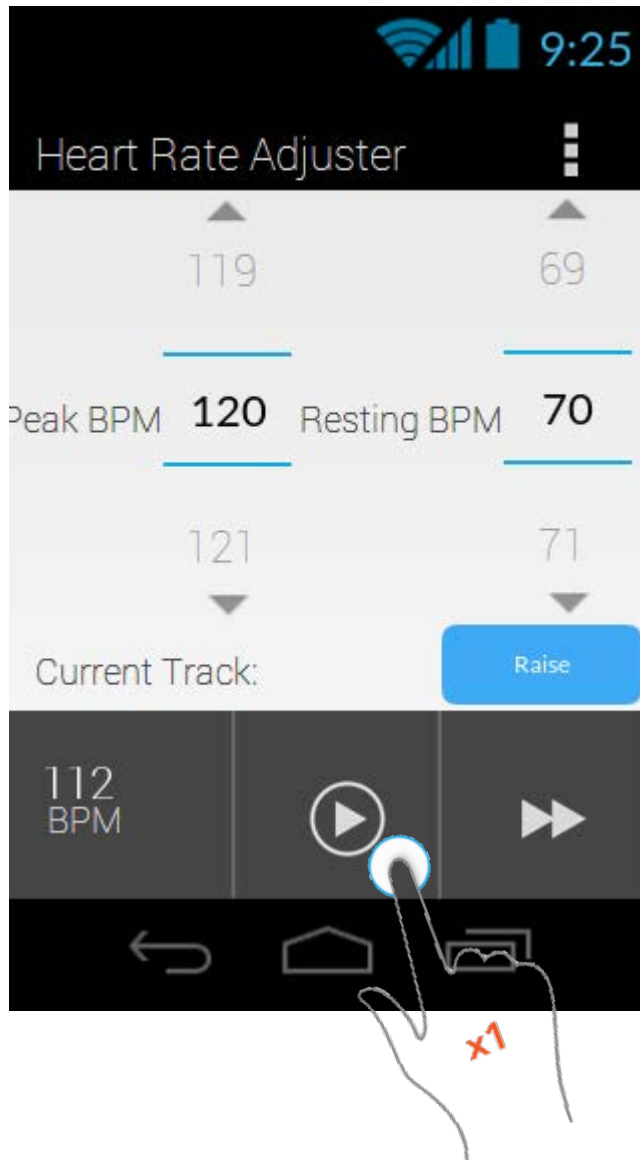 9:25
Heart Rate Adjuster
119 69
Peak BPM 120 Resting BPM 70
121 71
Current Track: Raise
112
BPM
x1